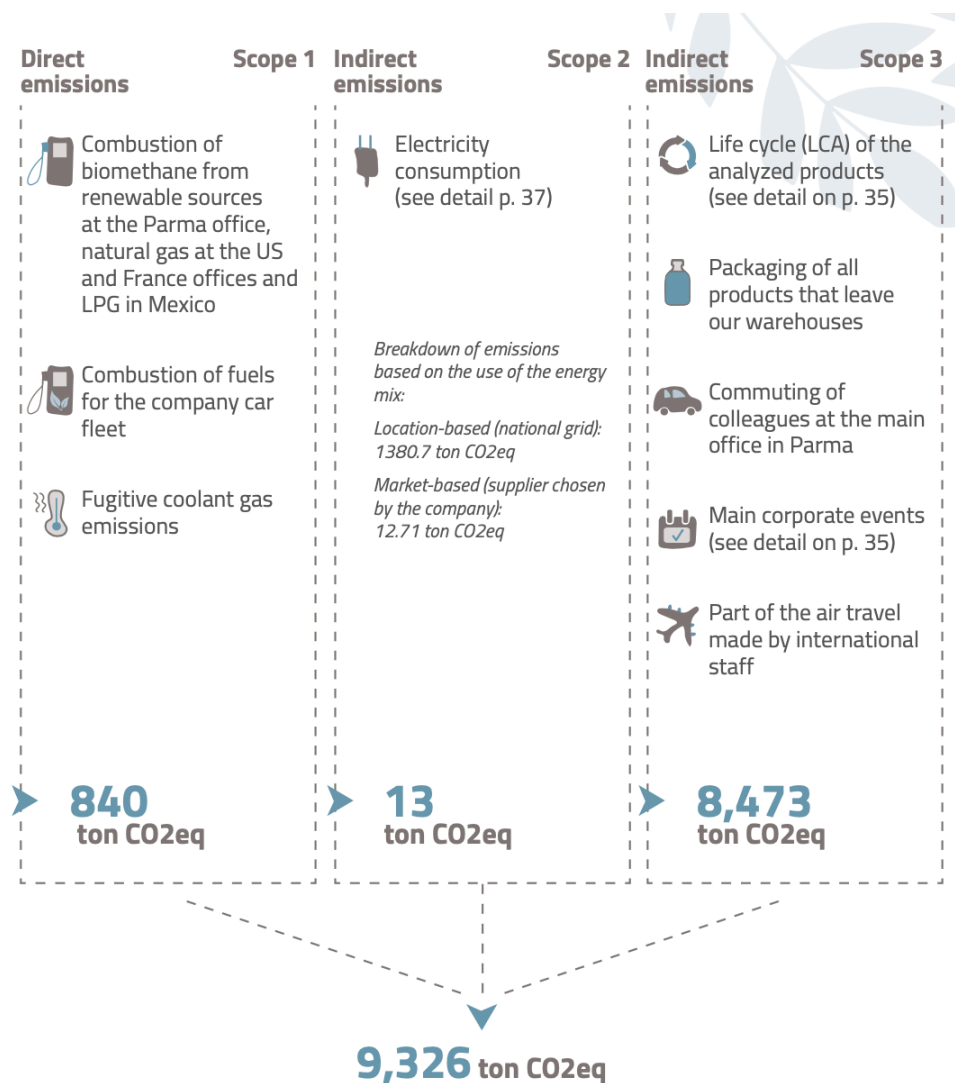 Direct emissions Scope 1
Combustion of
biomethane from
renewable sources
at the Parma office,
natural gas at the US
and France offices and
LPG in Mexico
Combustion of fuels
for the company car
fleet
Fugitive coolant gas
emissions
840
ton CO2eq
Indirect emissions Scope 2
Electricity
consumption
(see detail p. 37)
Breakdown of emissions
based on the use of the energy
mix:
Location-based (national grid):
1380.7 ton CO2eq
Market-based (supplier chosen
by the company):
12.71 ton CO2eq
13
ton CO2eq
Indirect emissions Scope 3
Life cycle (LCA) of the
analyzed products
(see detail on p. 35)
Packaging of all
products that leave
our warehouses
Commuting of
colleagues at the main
office in Parma
Main corporate events
(see detail on p. 35)
Part of the air travel
made by international
staff
8,473
ton CO2eq
9,326 ton CO2eq